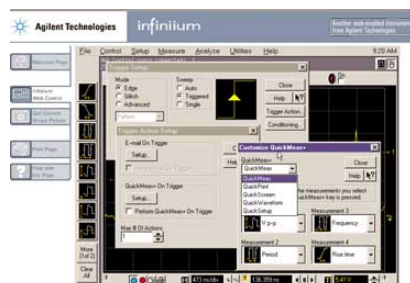 Agilent Technologies
infiniium
Another web-enabled instrument
from Agilent Technologies
Welcome Page
File Control Setup Measure Analyze Utilities Help
9:20 AM
Trigger Setup
Mode
Edge
Glitch
Advanced
Pattern
Sweep
Auto
Triggered
Single
Close
Help
Trigger Action...
Conditioning...
Infiniium
Web Control
Get Current
Scope Picture
Print Page
Help with
this Page
Trigger Action Setup
E-mail On Trigger
Setup...
QuickMeas+ On Trigger
Setup...
Perform QuickMeas+ On Trigger
Max # Of Actions
1
Customize QuickMeas+
QuickMeas+
QuickMeas
QuickMeas
QuickPrint
QuickScreen
QuickWaveform
QuickSetup
Close
Help
the measurements you select
key is pressed.
V p-p
Measurement 3
Frequency
Measurement 2
Period
Measurement 4
Rise time
More
(1of 2)
Clear
All